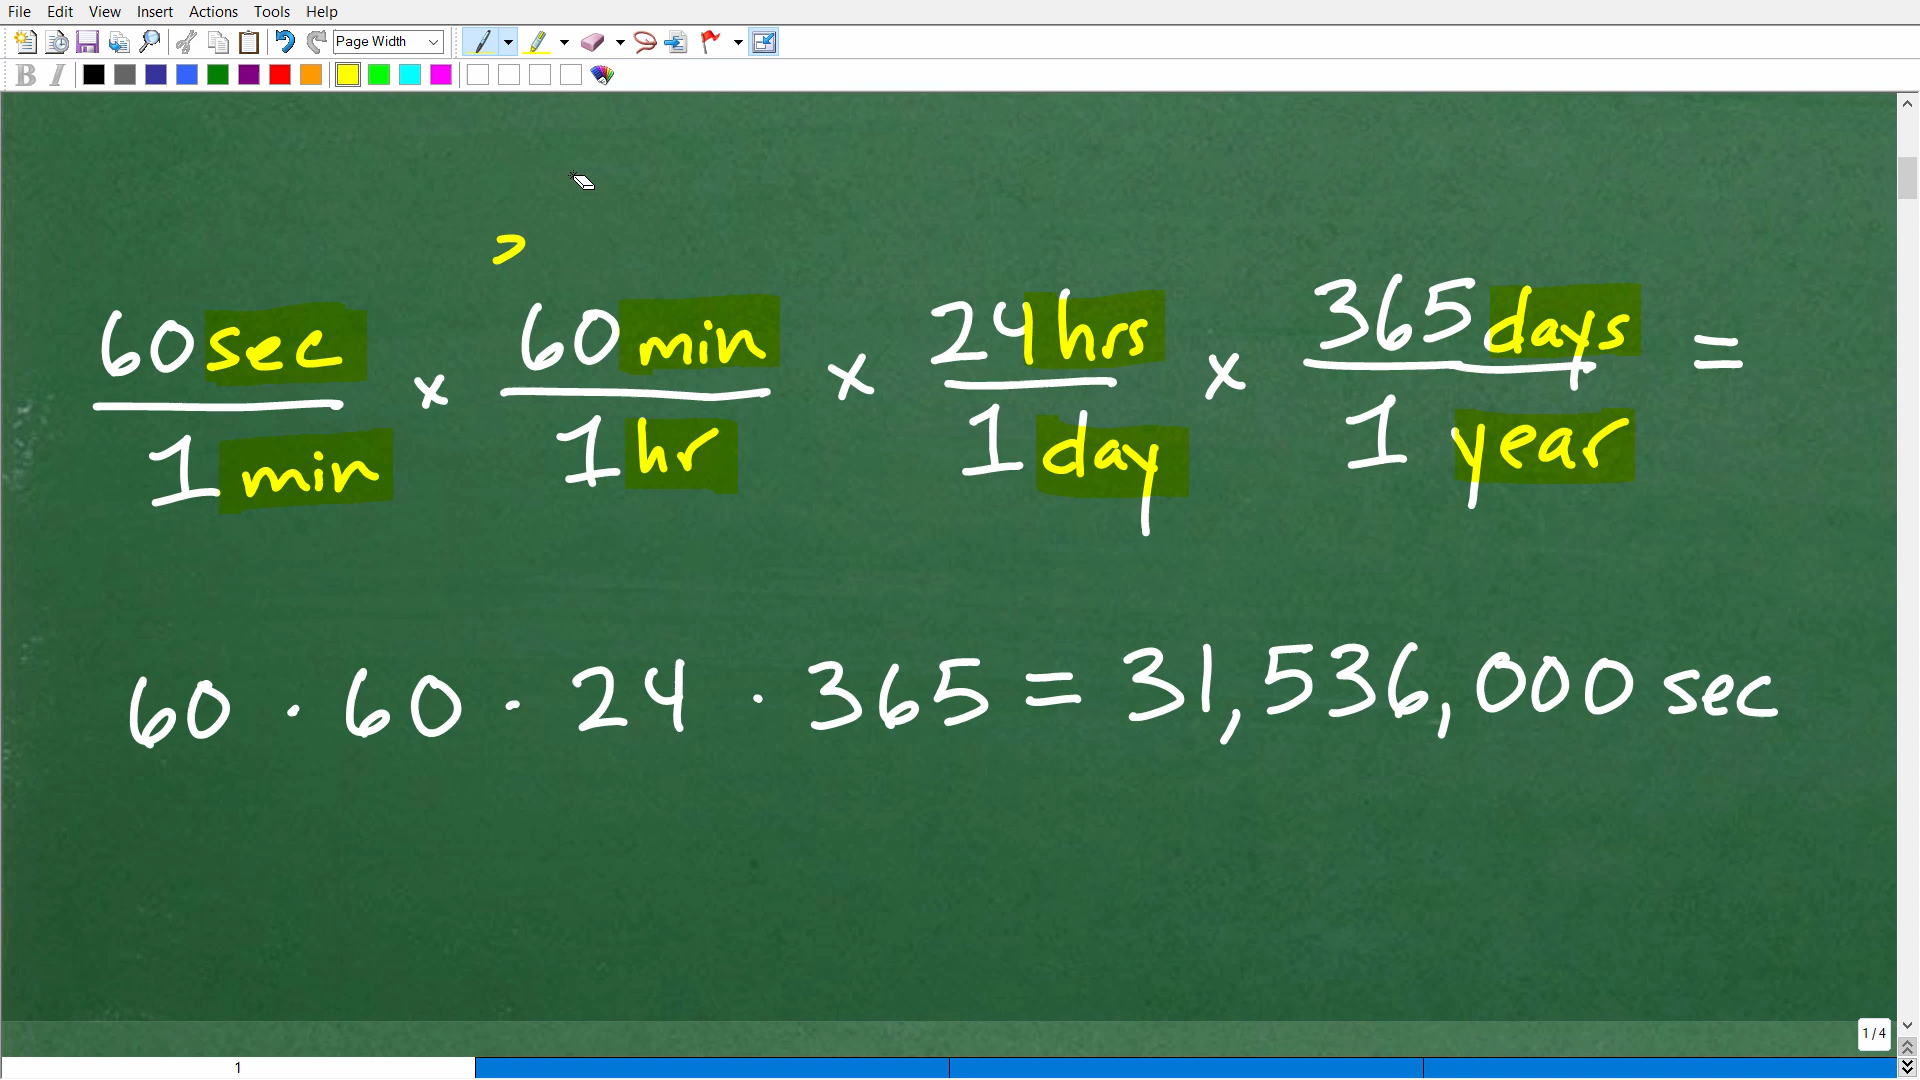 File Edit View Insert Actions Tools Help
Page Width
B I
60 sec × 60 min × 24 hrs × 365 days =
1 min 1 hr 1 day 1 year
60 · 60 · 24 · 365 = 31,536,000 sec
1 / 4
1